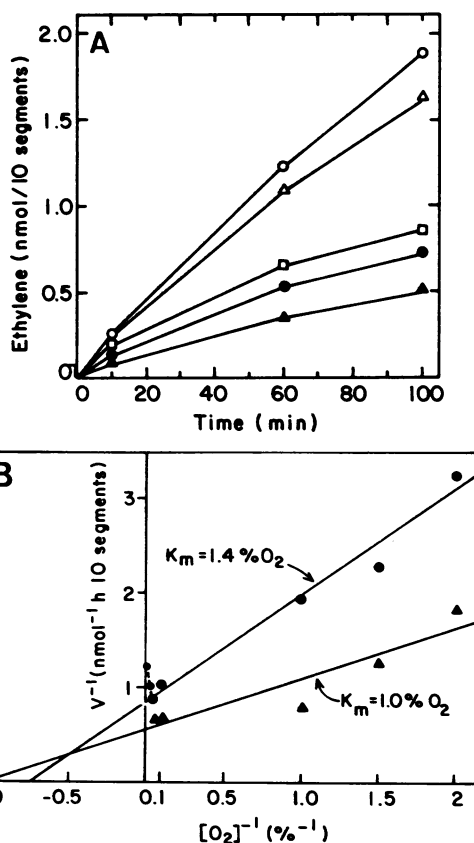 A
Ethylene (nmol/10 segments)
2.0
1.5
1.0
0.5
0
0 20 40 60 80 100
Time (min)
B
V⁻¹ (nmol⁻¹ h 10 segments)
3
2
1
Km=1.4%O₂
Km=1.0%O₂
-0.5 0.1 0.5 1.0 1.5 2
[O₂]⁻¹ (%⁻¹)